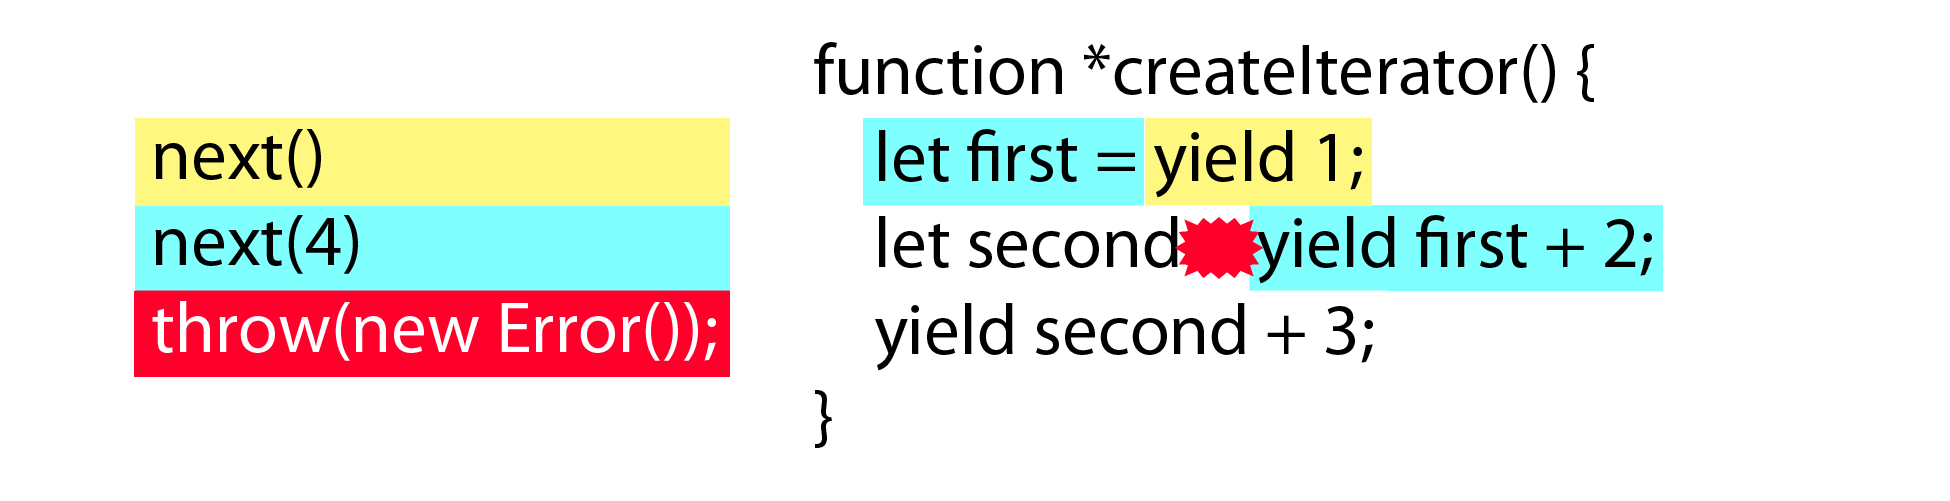 function *createIterator() {
next()
let first = yield 1;
next(4)
let second yield first + 2;
throw(new Error());
yield second + 3;
}